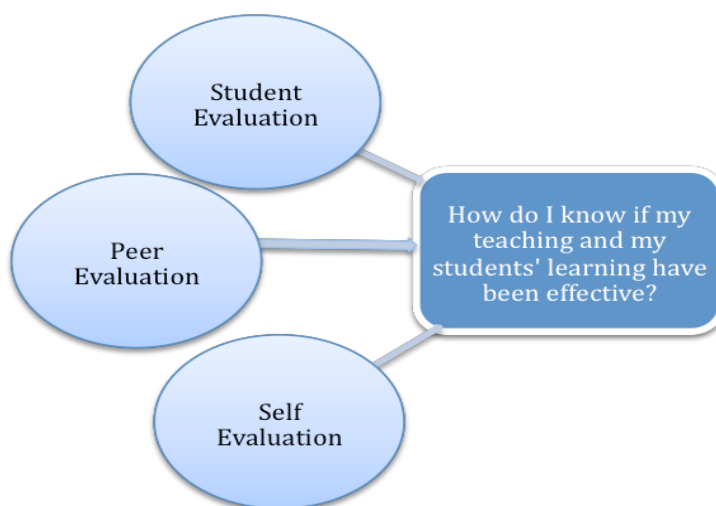 Student
Evaluation
Peer
Evaluation
Self
Evaluation
How do I know if my
teaching and my
students' learning have
been effective?